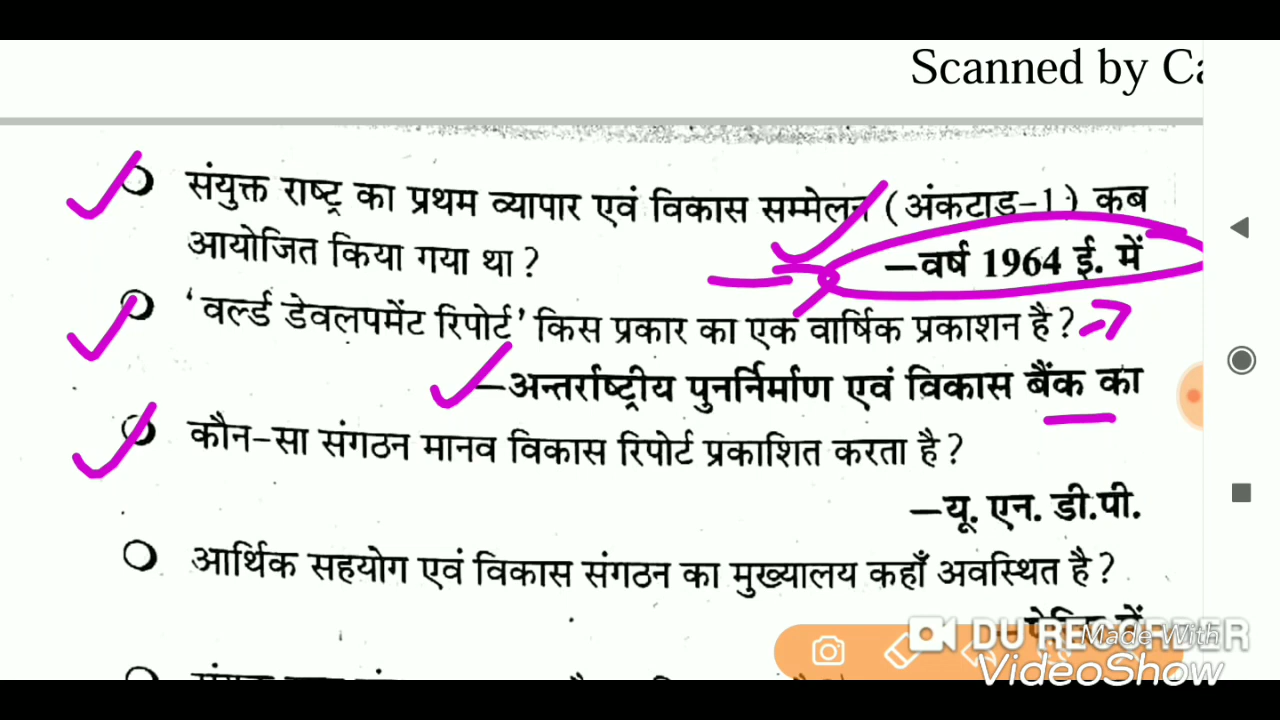 Scanned by Ca
संयुक्त राष्ट्र का प्रथम व्यापार एवं विकास सम्मेलन (अंकटाड-1) कब
आयोजित किया गया था ? –वर्ष 1964 ई. में
'वर्ल्ड डेवलपमेंट रिपोर्ट' किस प्रकार का एक वार्षिक प्रकाशन है ?
–अन्तर्राष्ट्रीय पुनर्निर्माण एवं विकास बैंक का
कौन-सा संगठन मानव विकास रिपोर्ट प्रकाशित करता है ?
–यू. एन. डी.पी.
आर्थिक सहयोग एवं विकास संगठन का मुख्यालय कहाँ अवस्थित है ?
में
DU RECORDER
Made With
VideoShow